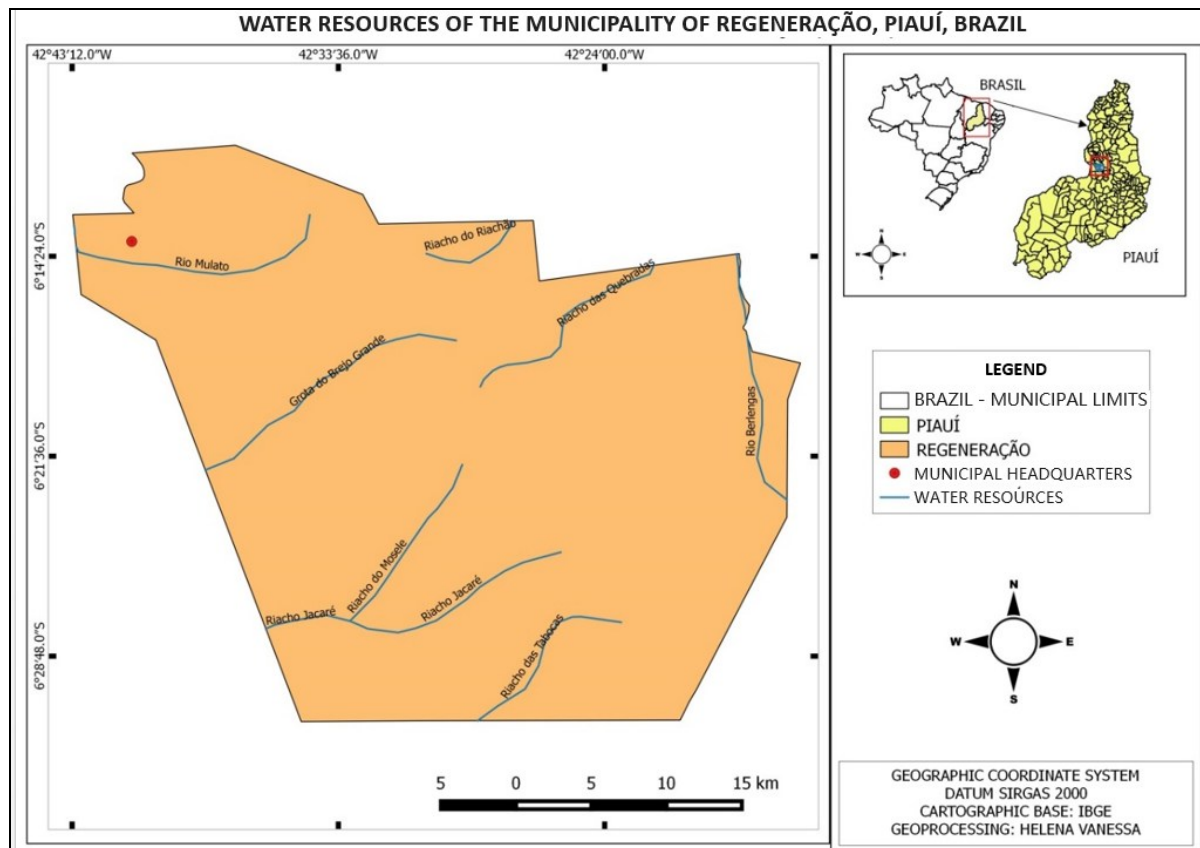 WATER RESOURCES OF THE MUNICIPALITY OF REGENERAÇÃO, PIAUÍ, BRAZIL
42°43'12.0"W
42°33'36.0"W
42°24'00.0"W
6°14'24.0"S
6°21'36.0"S
6°28'48.0"S
Rio Mulato
Riacho do Riachão
Riacho das Quebradas
Grota do Brejo Grande
Rio Berlengas
Riacho do Mosele
Riacho Jacaré
Riacho Jacaré
Riacho das Tabocas
5 0 5 10 15 km
BRASIL
PIAUÍ
N
W E
S
LEGEND
BRAZIL - MUNICIPAL LIMITS
PIAUÍ
REGENERAÇÃO
MUNICIPAL HEADQUARTERS
WATER RESOÚRCES
N
W E
S
GEOGRAPHIC COORDINATE SYSTEM
DATUM SIRGAS 2000
CARTOGRAPHIC BASE: IBGE
GEOPROCESSING: HELENA VANESSA